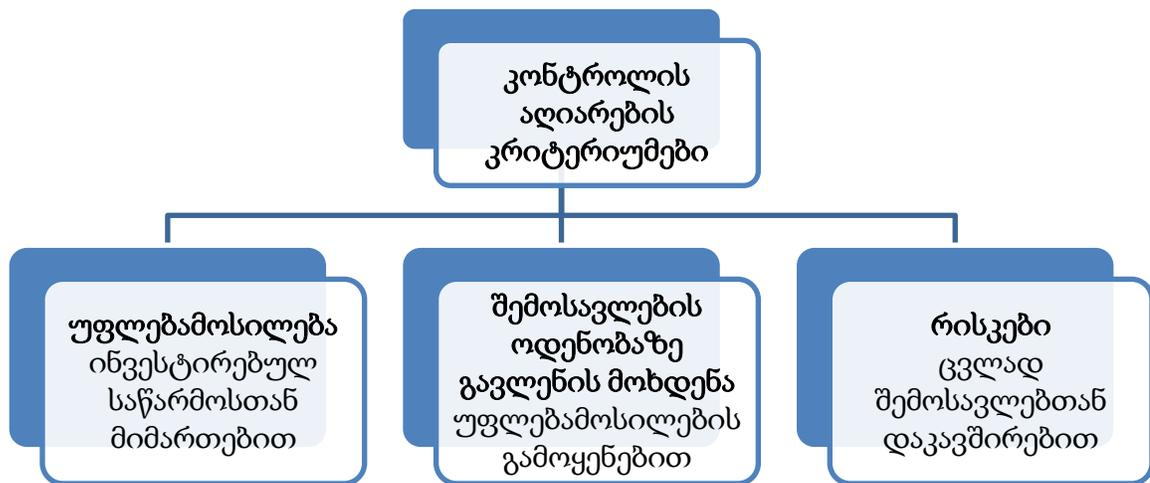 კონტროლის
აღიარების
კრიტერიუმები
უფლებამოსილება
ინვესტირებულ
საწარმოსთან
მიმართებით
შემოსავლების
ოდენობაზე
გავლენის მოხდენა
უფლებამოსილების
გამოყენებით
რისკები
ცვლად
შემოსავლებთან
დაკავშირებით